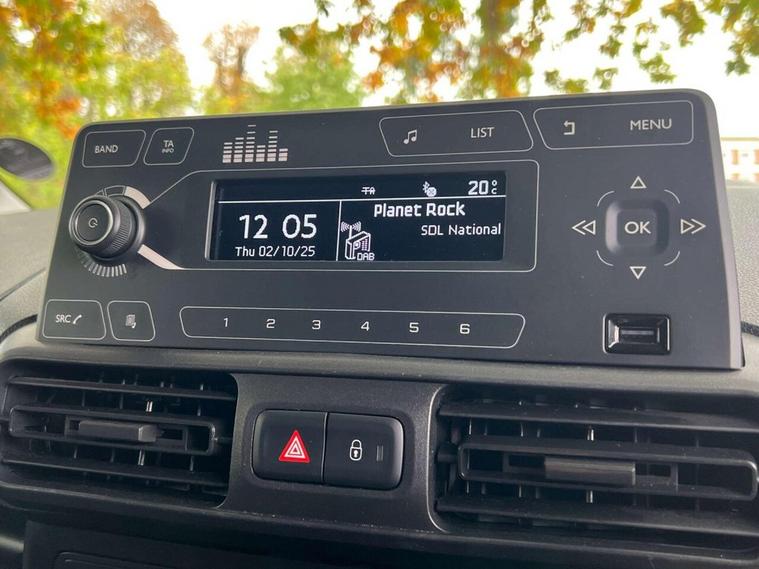 BAND
TA
INFO
LIST
MENU
TA
20°C
12 05
Thu 02/10/25
Planet Rock
SDL National
DAB
OK
SRC
1 2 3 4 5 6